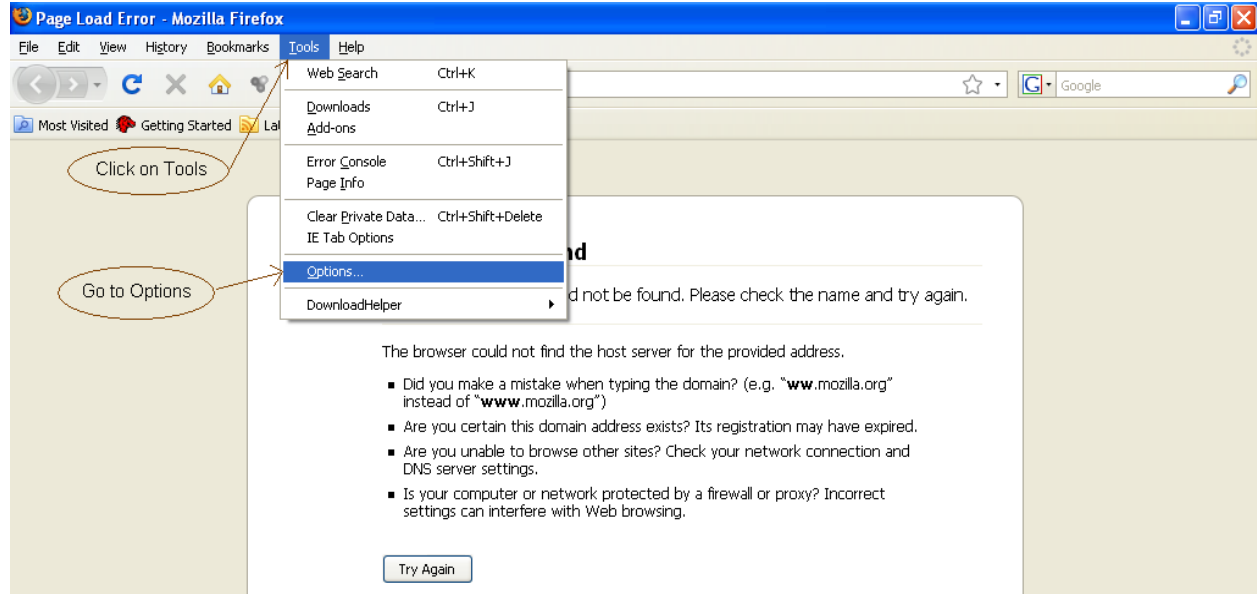 Page Load Error - Mozilla Firefox
File Edit View History Bookmarks Tools Help
Web Search Ctrl+K
Google
Downloads Ctrl+J
Most Visited Getting Started
Add-ons
Click on Tools
Error Console Ctrl+Shift+J
Page Info
Clear Private Data... Ctrl+Shift+Delete
IE Tab Options
Go to Options
Options...
DownloadHelper
d not be found. Please check the name and try again.
The browser could not find the host server for the provided address.
Did you make a mistake when typing the domain? (e.g. "ww.mozilla.org"
instead of "www.mozilla.org")
Are you certain this domain address exists? Its registration may have expired.
Are you unable to browse other sites? Check your network connection and
DNS server settings.
Is your computer or network protected by a firewall or proxy? Incorrect
settings can interfere with Web browsing.
Try Again